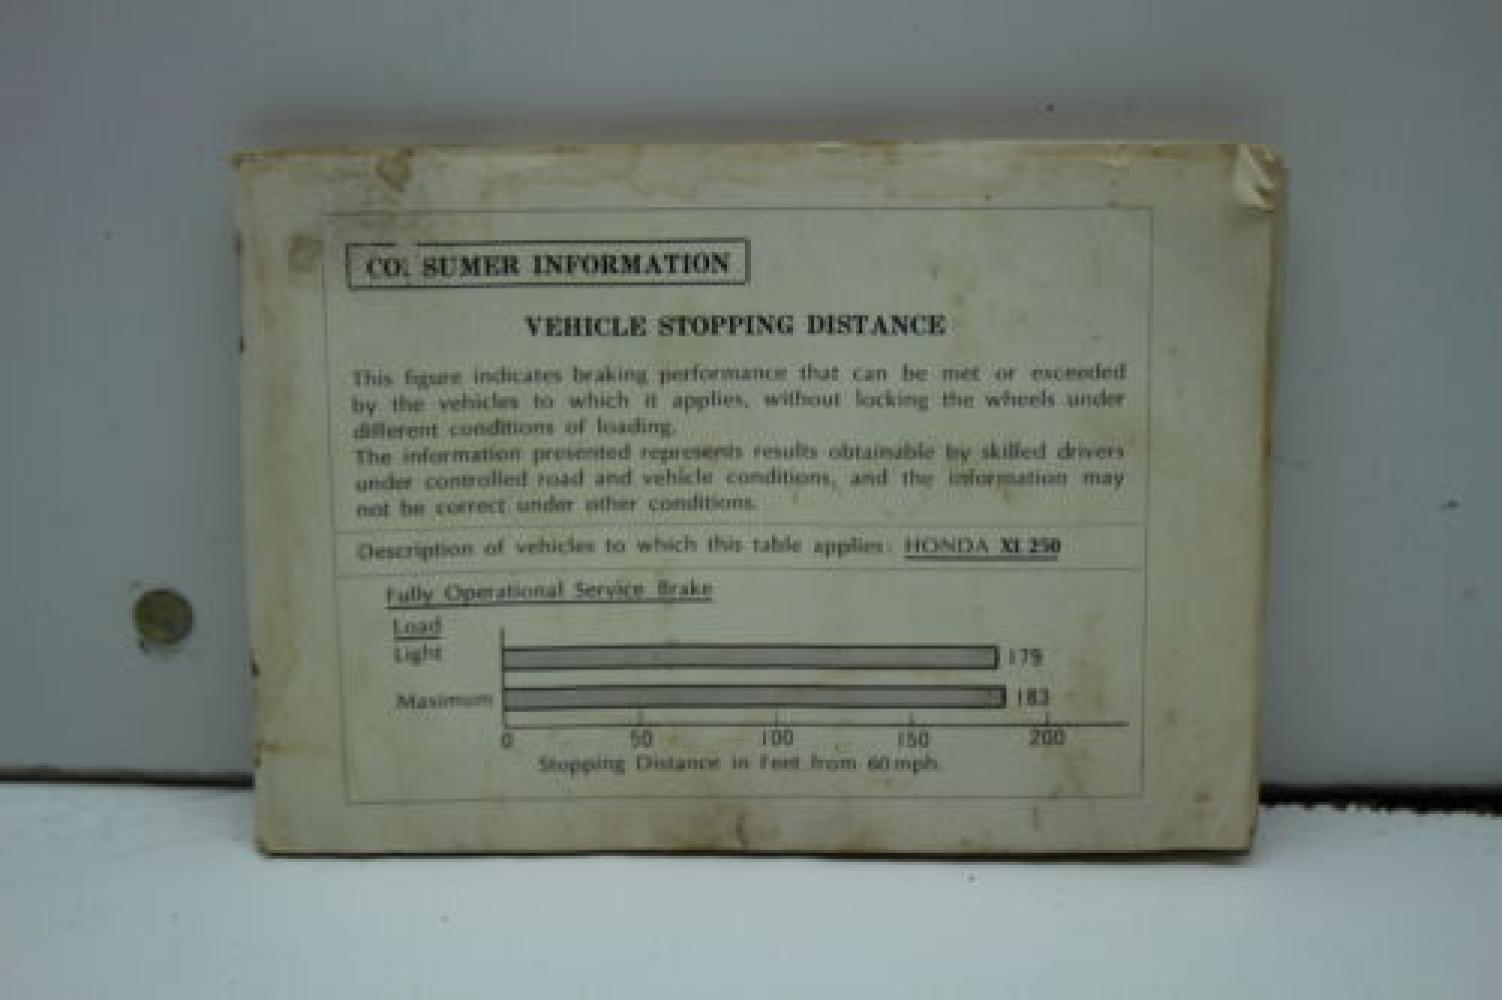 CO. SUMER INFORMATION
VEHICLE STOPPING DISTANCE
This figure indicates braking performance that can be met or exceeded
by the vehicles to which it applies, without locking the wheels under
different conditions of loading.
The information presented represents results obtainable by skilled drivers
under controlled road and vehicle conditions, and the information may
not be correct under other conditions.
Description of vehicles to which this table applies: HONDA XL 250
Fully Operational Service Brake
Load
Light 179
Maximum 183
0 50 100 150 200
Stopping Distance in Feet from 60 mph.